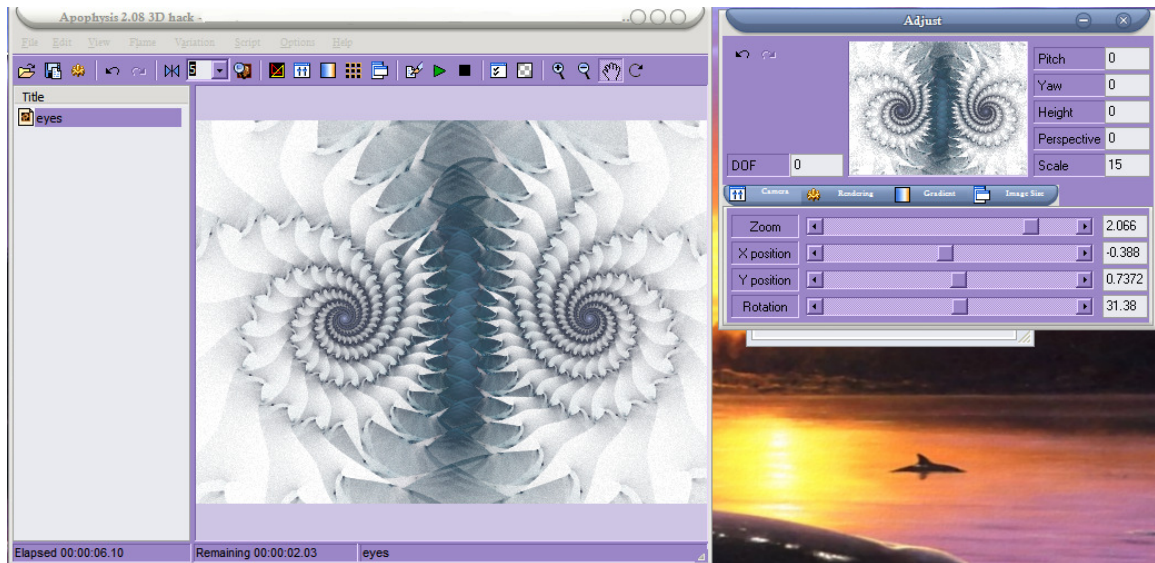 Apophysis 2.08 3D hack -
File Edit View Flame Variation Script Options Help
5
Title
eyes
Elapsed 00:00:06.10 Remaining 00:00:02.03 eyes
Adjust
Pitch 0
Yaw 0
Height 0
Perspective 0
DOF 0 Scale 15
Camera Rendering Gradient Image Size
Zoom 2.066
X position -0.388
Y position 0.7372
Rotation 31.38